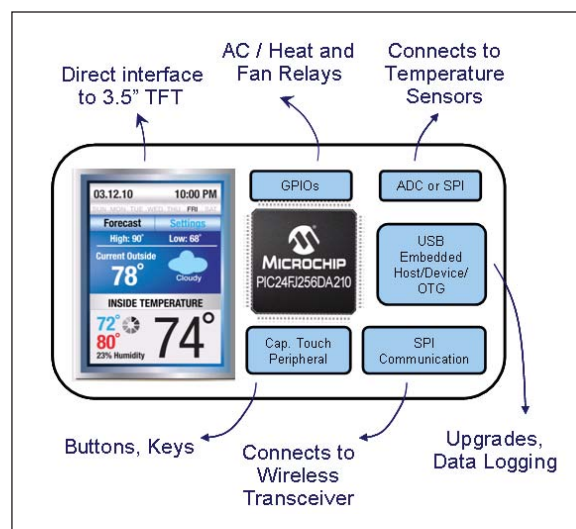 Direct interface
to 3.5” TFT
AC / Heat and
Fan Relays
Connects to
Temperature
Sensors
03.12.10 10:00 PM
SUN MON TUE WED THU FRI SAT
Forecast Settings
High: 90° Low: 68°
Current Outside
78°
Cloudy
INSIDE TEMPERATURE
72°
80°
23% Humidity
74°
GPIOs
MICROCHIP
PIC24FJ256DA210
ADC or SPI
USB
Embedded
Host/Device/
OTG
Cap. Touch
Peripheral
SPI
Communication
Buttons, Keys
Connects to
Wireless
Transceiver
Upgrades,
Data Logging